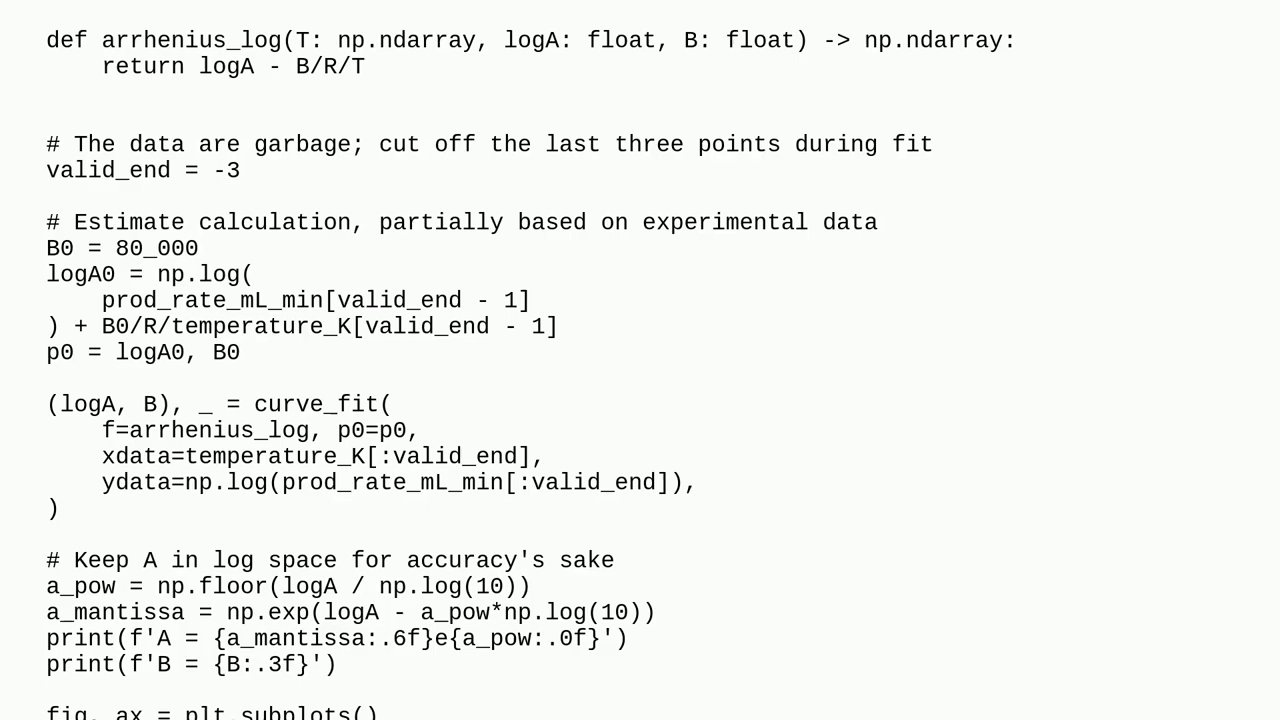 def arrhenius_log(T: np.ndarray, logA: float, B: float) -> np.ndarray:
    return logA - B/R/T
# The data are garbage; cut off the last three points during fit
valid_end = -3
# Estimate calculation, partially based on experimental data
B0 = 80_000
logA0 = np.log(
    prod_rate_mL_min[valid_end - 1]
) + B0/R/temperature_K[valid_end - 1]
p0 = logA0, B0
(logA, B), _ = curve_fit(
    f=arrhenius_log, p0=p0,
    xdata=temperature_K[:valid_end],
    ydata=np.log(prod_rate_mL_min[:valid_end]),
)
# Keep A in log space for accuracy's sake
a_pow = np.floor(logA / np.log(10))
a_mantissa = np.exp(logA - a_pow*np.log(10))
print(f'A = {a_mantissa:.6f}e{a_pow:.0f}')
print(f'B = {B:.3f}')
fig, ax = plt.subplots()